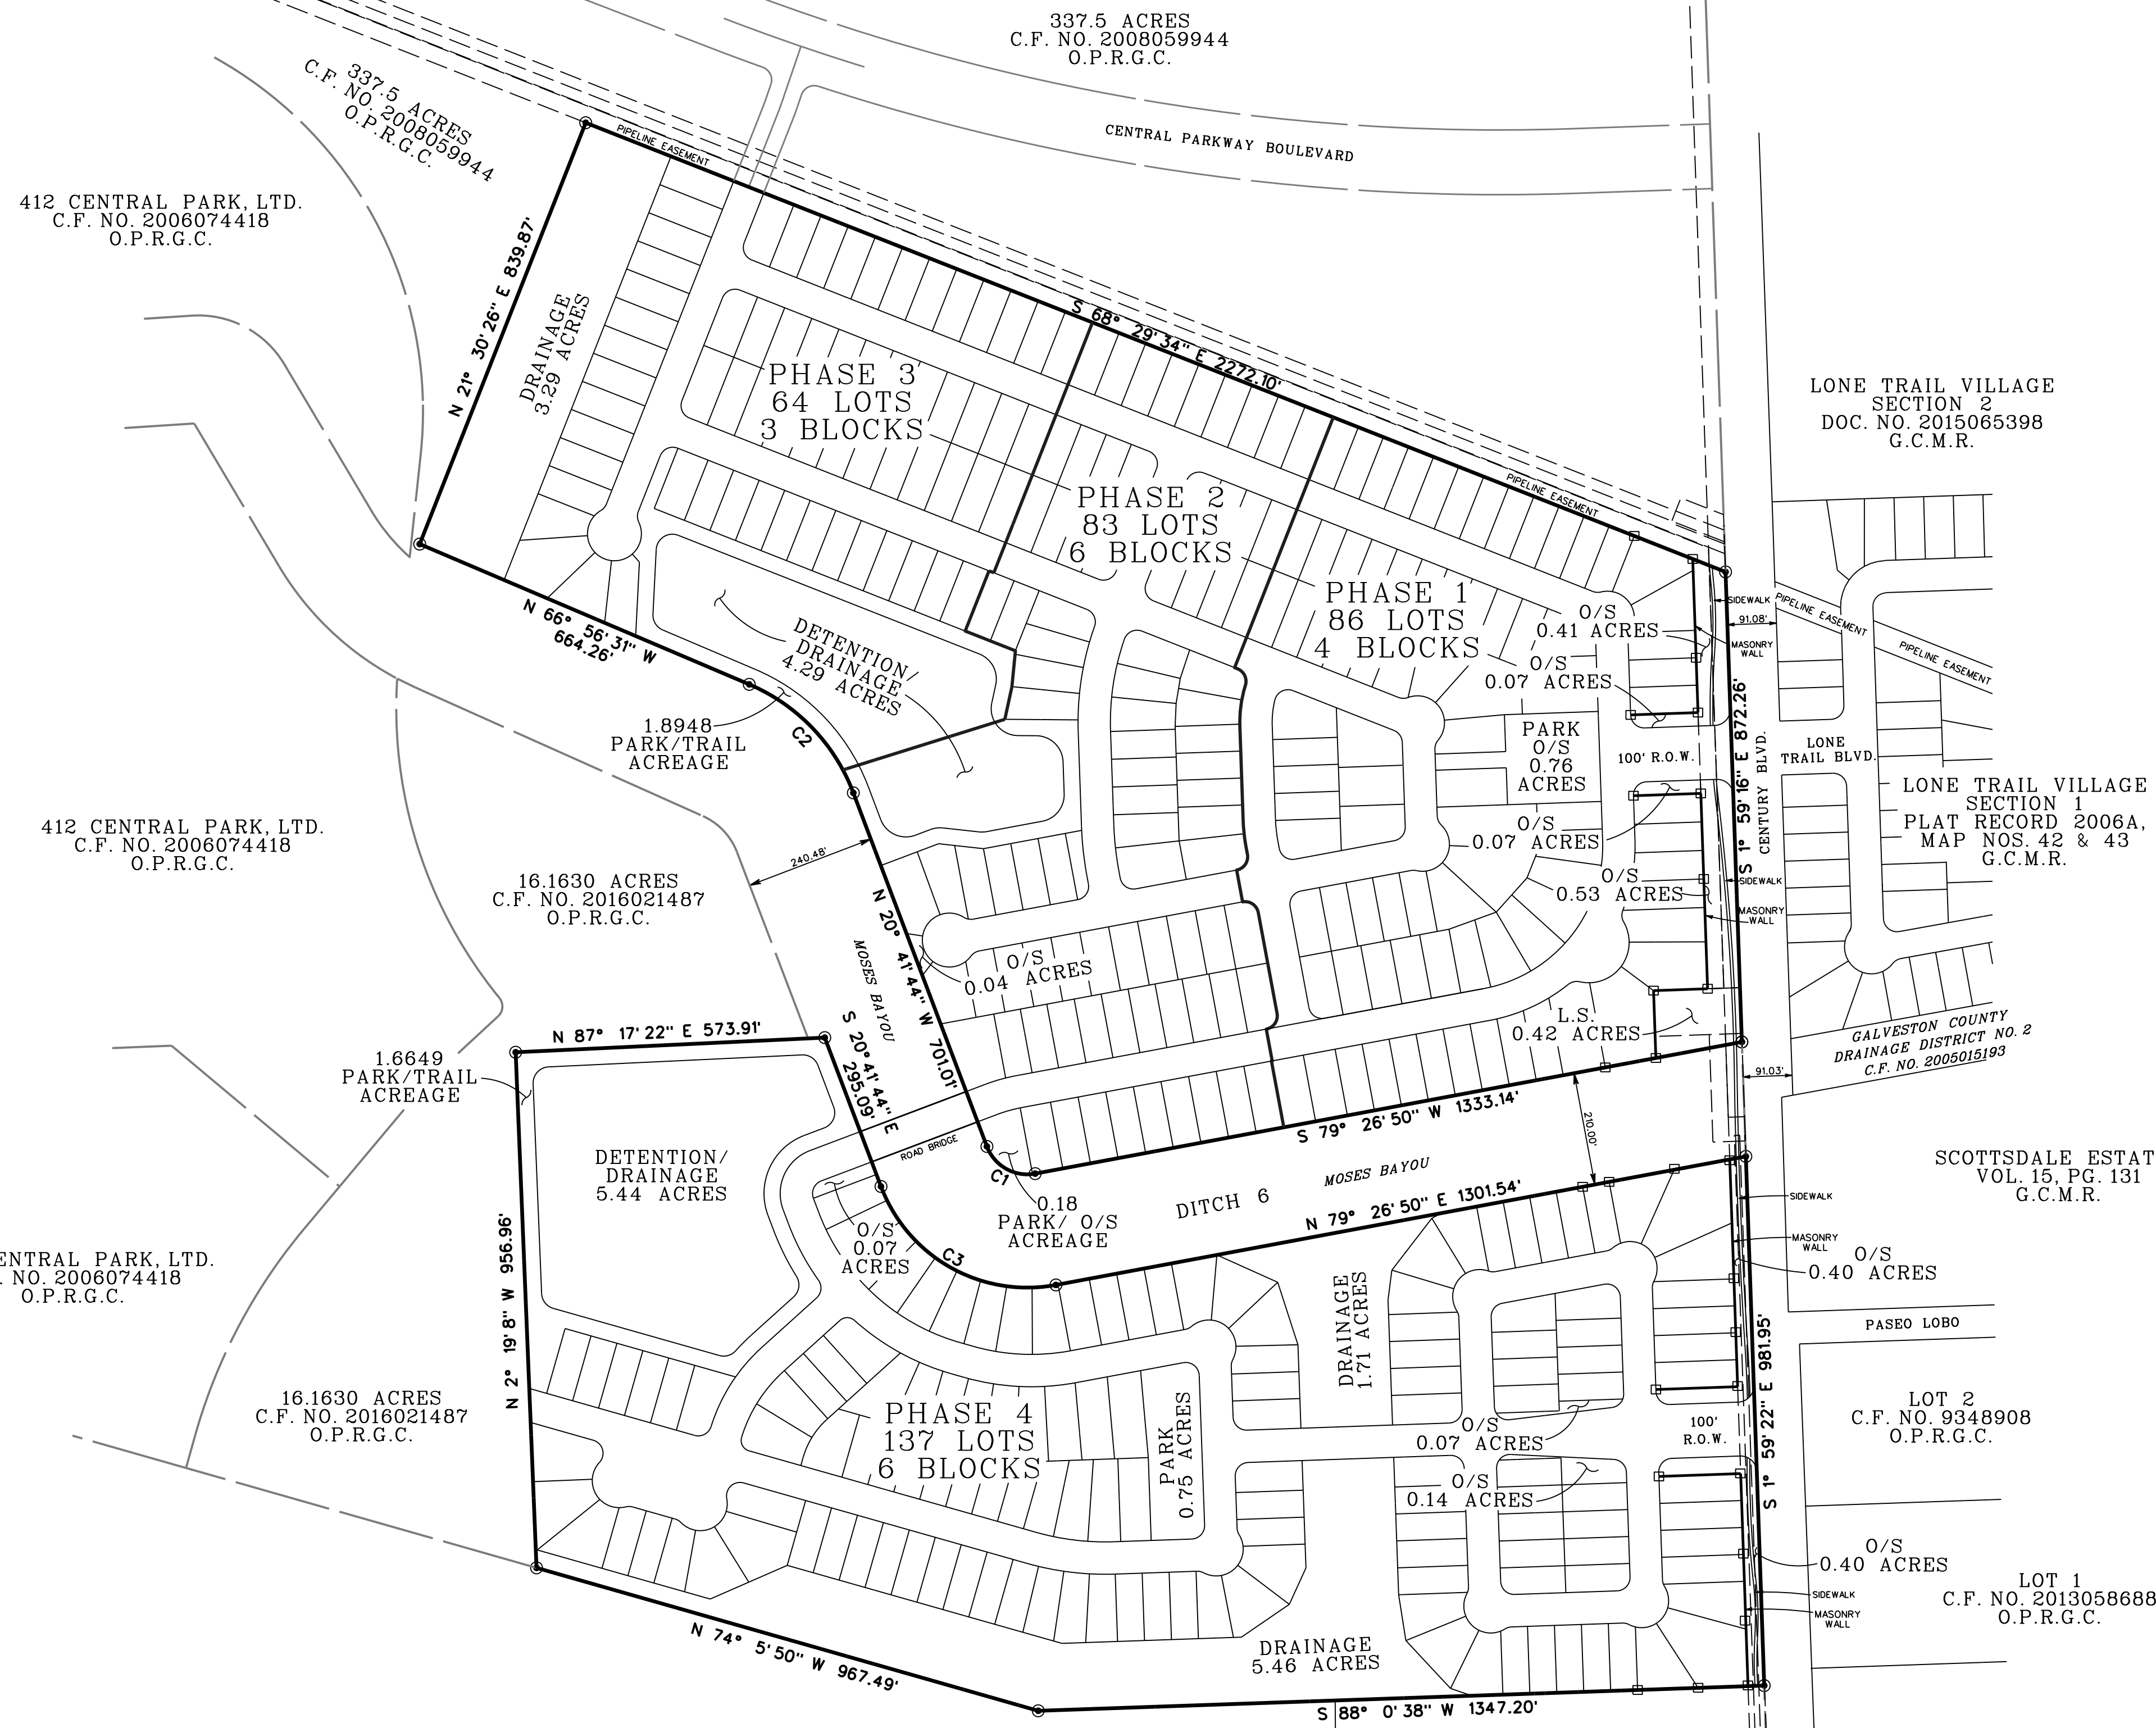 337.5 ACRES
C.F. NO. 2008059944
O.P.R.G.C.
337.5 ACRES
C.F. NO. 2008059944
O.P.R.G.C.
CENTRAL PARKWAY BOULEVARD
PIPELINE EASEMENT
412 CENTRAL PARK, LTD.
C.F. NO. 2006074418
O.P.R.G.C.
N 21° 30' 26" E 839.87'
DRAINAGE
3.29 ACRES
S 68° 29' 34" E 2272.10'
PHASE 3
64 LOTS
3 BLOCKS
LONE TRAIL VILLAGE
SECTION 2
DOC. NO. 2015065398
G.C.M.R.
PHASE 2
83 LOTS
6 BLOCKS
PIPELINE EASEMENT
PHASE 1
86 LOTS
4 BLOCKS
O/S
0.41 ACRES
SIDEWALK
PIPELINE EASEMENT
91.08'
MASONRY
WALL
PIPELINE EASEMENT
N 66° 56' 31" W
664.26'
DETENTION/
DRAINAGE
4.29 ACRES
O/S
0.07 ACRES
1.8948
PARK/TRAIL
ACREAGE
C2
PARK
O/S
0.76
ACRES
100' R.O.W.
S 1° 59' 16" E 872.26'
CENTURY BLVD.
LONE
TRAIL BLVD.
LONE TRAIL VILLAGE
SECTION 1
PLAT RECORD 2006A,
MAP NOS. 42 & 43
G.C.M.R.
412 CENTRAL PARK, LTD.
C.F. NO. 2006074418
O.P.R.G.C.
O/S
0.07 ACRES
240.48'
16.1630 ACRES
C.F. NO. 2016021487
O.P.R.G.C.
O/S
0.53 ACRES
SIDEWALK
MASONRY
WALL
N 20° 41' 44" W 701.01'
MOSES BAYOU
O/S
0.04 ACRES
L.S.
0.42 ACRES
GALVESTON COUNTY
DRAINAGE DISTRICT NO. 2
C.F. NO. 2005015193
N 87° 17' 22" E 573.91'
S 20° 41' 44" E
295.09'
1.6649
PARK/TRAIL
ACREAGE
91.03'
S 79° 26' 50" W 1333.14'
210.00'
ROAD BRIDGE
C1
DETENTION/
DRAINAGE
5.44 ACRES
MOSES BAYOU
DITCH 6
0.18
PARK/ O/S
ACREAGE
N 79° 26' 50" E 1301.54'
SCOTTSDALE ESTAT
VOL. 15, PG. 131
G.C.M.R.
SIDEWALK
MASONRY
WALL
O/S
0.07
ACRES
C3
O/S
0.40 ACRES
ENTRAL PARK, LTD.
. NO. 2006074418
O.P.R.G.C.
N 2° 19' 8" W 956.96'
DRAINAGE
1.71 ACRES
PASEO LOBO
S 1° 59' 22" E 981.95'
16.1630 ACRES
C.F. NO. 2016021487
O.P.R.G.C.
PHASE 4
137 LOTS
6 BLOCKS
PARK
0.75 ACRES
O/S
0.07 ACRES
100'
R.O.W.
LOT 2
C.F. NO. 9348908
O.P.R.G.C.
O/S
0.14 ACRES
O/S
0.40 ACRES
SIDEWALK
MASONRY
WALL
LOT 1
C.F. NO. 2013058688
O.P.R.G.C.
N 74° 5' 50" W 967.49'
DRAINAGE
5.46 ACRES
S 88° 0' 38" W 1347.20'